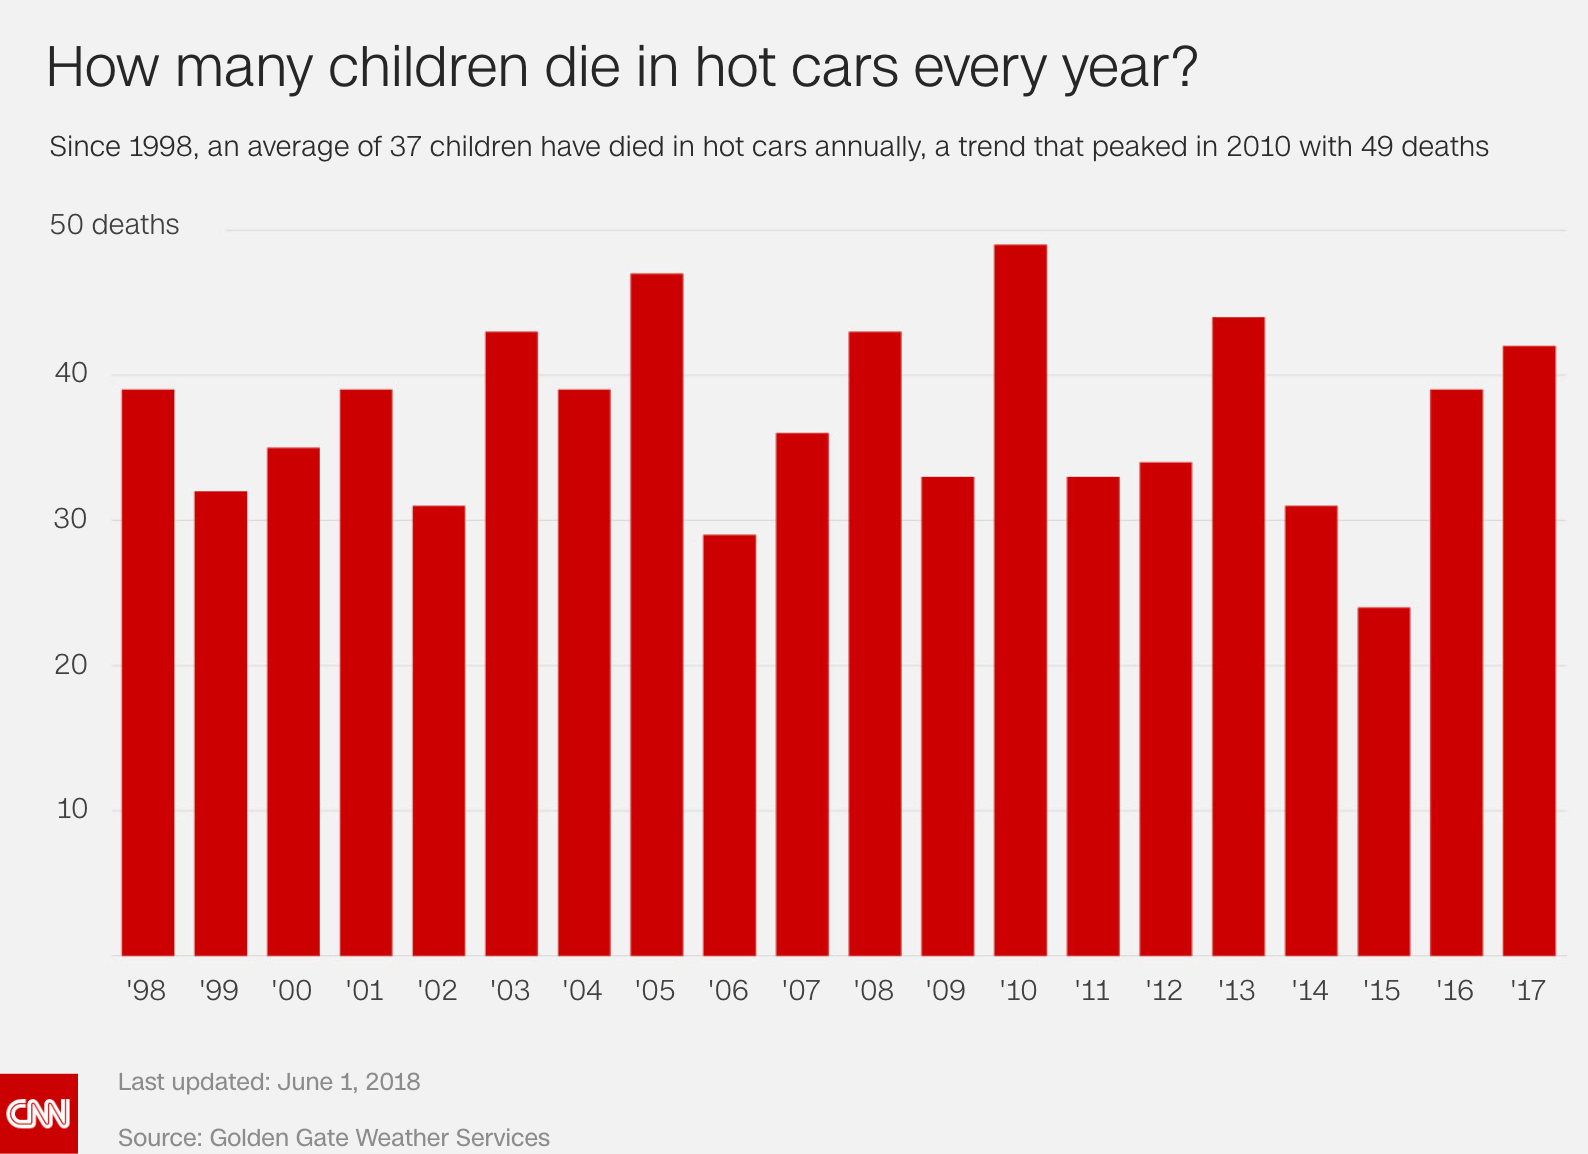 How many children die in hot cars every year?
Since 1998, an average of 37 children have died in hot cars annually, a trend that peaked in 2010 with 49 deaths
50 deaths
40
30
20
10
'98 '99 '00 '01 '02 '03 '04 '05 '06 '07 '08 '09 '10 '11 '12 '13 '14 '15 '16 '17
Last updated: June 1, 2018
CNN
Source: Golden Gate Weather Services